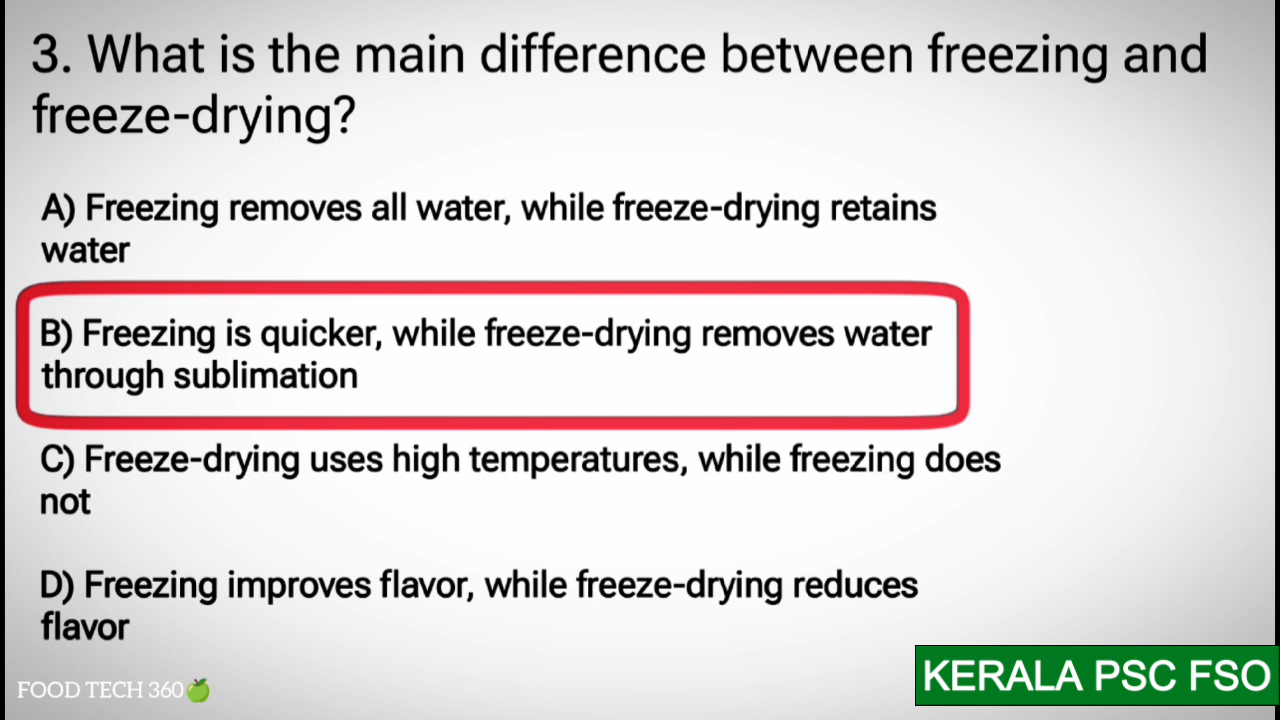 3. What is the main difference between freezing and
freeze-drying?
A) Freezing removes all water, while freeze-drying retains
water
B) Freezing is quicker, while freeze-drying removes water
through sublimation
C) Freeze-drying uses high temperatures, while freezing does
not
D) Freezing improves flavor, while freeze-drying reduces
flavor
FOOD TECH 360🍏
KERALA PSC FSO